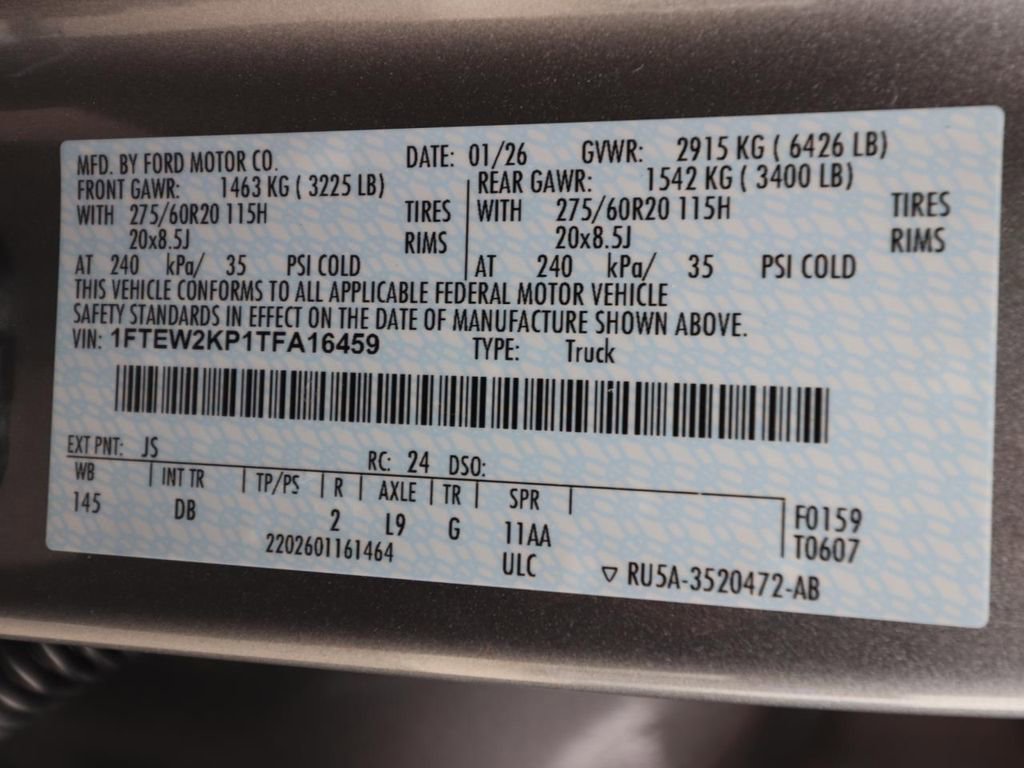 MFD. BY FORD MOTOR CO. DATE: 01/26 GVWR: 2915 KG ( 6426 LB)
FRONT GAWR: 1463 KG ( 3225 LB) REAR GAWR: 1542 KG ( 3400 LB)
WITH 275/60R20 115H TIRES WITH 275/60R20 115H TIRES
20x8.5J RIMS 20x8.5J RIMS
AT 240 kPa/ 35 PSI COLD AT 240 kPa/ 35 PSI COLD
THIS VEHICLE CONFORMS TO ALL APPLICABLE FEDERAL MOTOR VEHICLE
SAFETY STANDARDS IN EFFECT ON THE DATE OF MANUFACTURE SHOWN ABOVE.
VIN: 1FTEW2KP1TFA16459 TYPE: Truck
EXT PNT: JS RC: 24 DSO:
WB INT TR TP/PS R AXLE TR SPR
145 DB 2 L9 G 11AA F0159
2202601161464 ULC T0607
▽ RU5A-3520472-AB